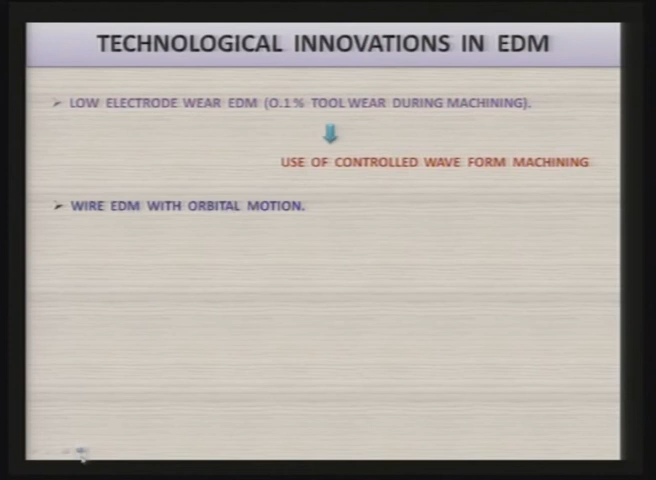 TECHNOLOGICAL INNOVATIONS IN EDM
➢ LOW ELECTRODE WEAR EDM (0.1% TOOL WEAR DURING MACHINING).
USE OF CONTROLLED WAVE FORM MACHINING
➢ WIRE EDM WITH ORBITAL MOTION.